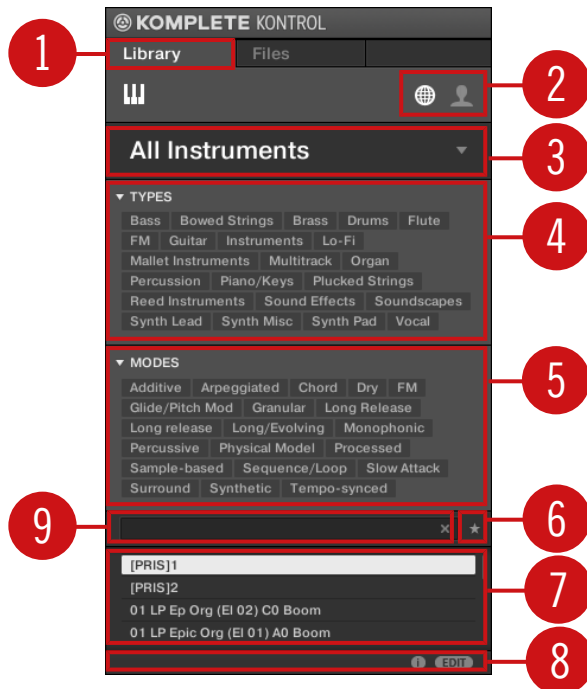 KOMPLETE KONTROL
1
Library Files
2
All Instruments
3
TYPES
Bass Bowed Strings Brass Drums Flute
FM Guitar Instruments Lo-Fi
Mallet Instruments Multitrack Organ
Percussion Piano/Keys Plucked Strings
Reed Instruments Sound Effects Soundscapes
Synth Lead Synth Misc Synth Pad Vocal
4
MODES
Additive Arpeggiated Chord Dry FM
Glide/Pitch Mod Granular Long Release
Long release Long/Evolving Monophonic
Percussive Physical Model Processed
Sample-based Sequence/Loop Slow Attack
Surround Synthetic Tempo-synced
5
9
6
[PRIS]1
[PRIS]2
01 LP Ep Org (El 02) C0 Boom
01 LP Epic Org (El 01) A0 Boom
7
i EDIT
8